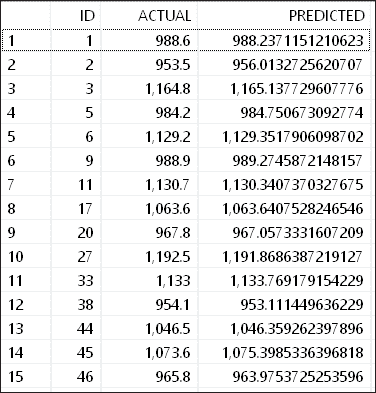 ID ACTUAL PREDICTED
1 1 988.6 988.2371151210623
2 2 953.5 956.0132725620707
3 3 1,164.8 1,165.137729607776
4 5 984.2 984.750673092774
5 6 1,129.2 1,129.3517906098702
6 9 988.9 989.2745872148157
7 11 1,130.7 1,130.3407370327675
8 17 1,063.6 1,063.6407528246546
9 20 967.8 967.0573331607209
10 27 1,192.5 1,191.8686387219127
11 33 1,133 1,133.769179154229
12 38 954.1 953.111449636229
13 44 1,046.5 1,046.359262397896
14 45 1,073.6 1,075.3985336396818
15 46 965.8 963.9753725253596